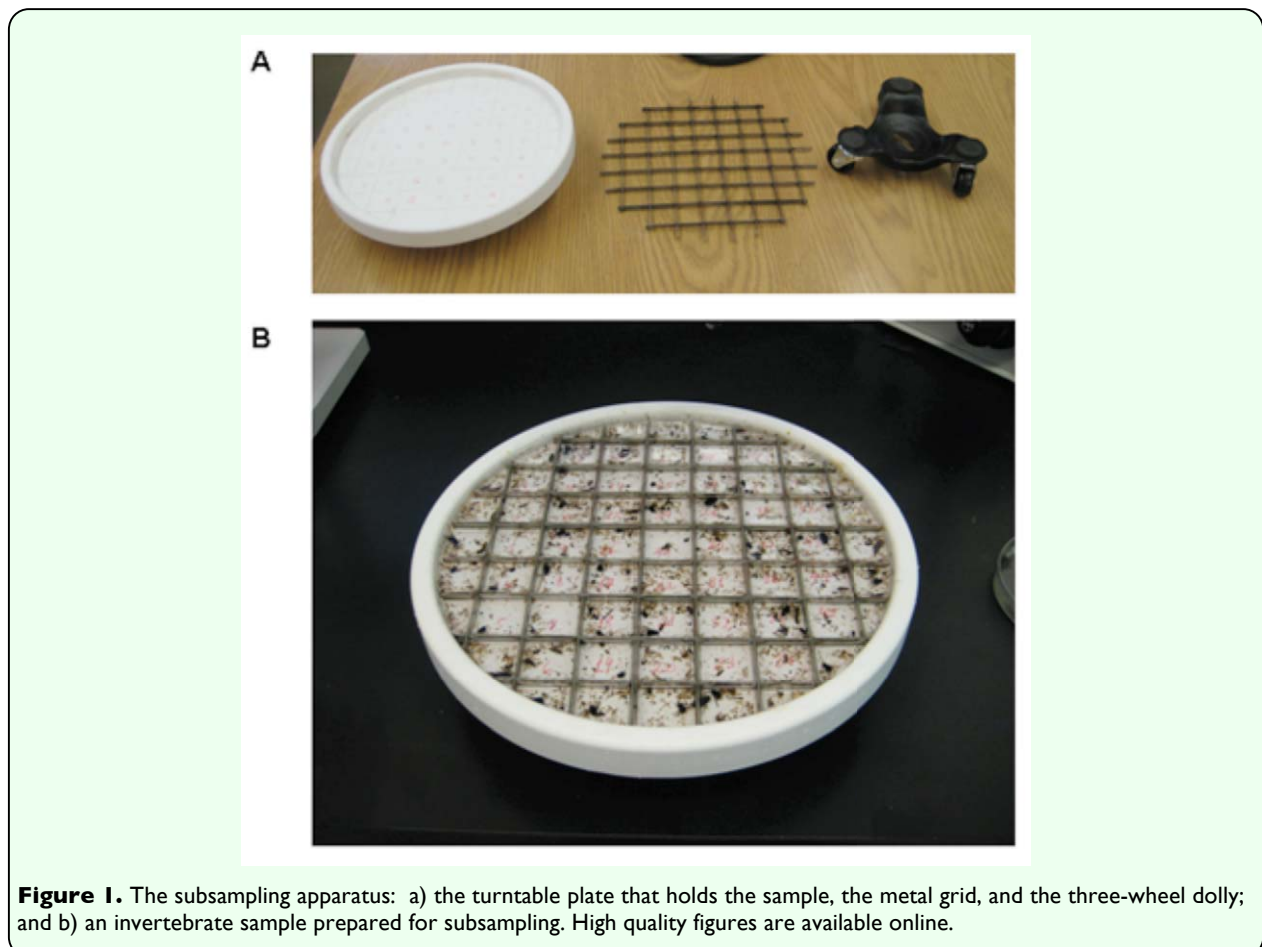 A
B
Figure 1. The subsampling apparatus: a) the turntable plate that holds the sample, the metal grid, and the three-wheel dolly;
and b) an invertebrate sample prepared for subsampling. High quality figures are available online.